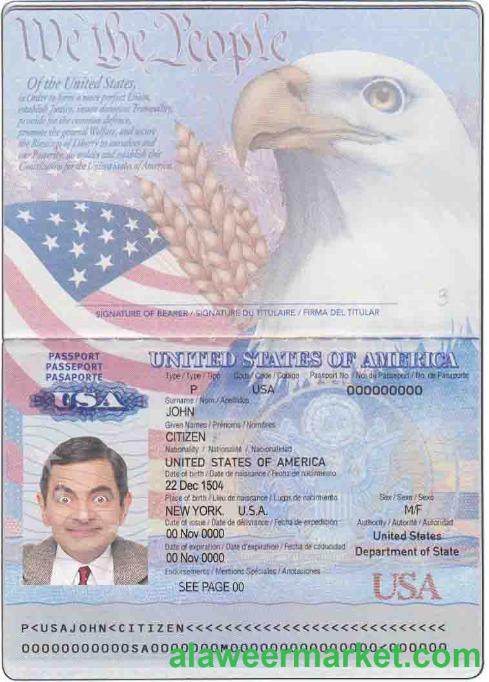 We the People
Of the United States,
in Order to form a more perfect Union,
establish Justice, insure domestic Tranquility,
provide for the common defence,
promote the general Welfare, and secure
the Blessings of Liberty to ourselves and
our Posterity, do ordain and establish this
Constitution for the United States of America.
3
SIGNATURE OF BEARER / SIGNATURE DU TITULAIRE / FIRMA DEL TITULAR
PASSPORT
PASSEPORT
PASAPORTE
USA
UNITED STATES OF AMERICA
Type / Type / Tipo Code / Code / Codigo Passport No. / No. du Passeport / No. de Pasaporte
P USA 000000000
Surname / Nom / Apellidos
JOHN
Given Names / Prénoms / Nombres
CITIZEN
Nationality / Nationalité / Nacionalidad
UNITED STATES OF AMERICA
Date of birth / Date de naissance / Fecha de nacimiento
22 Dec 1504
Place of birth / Lieu de naissance / Lugar de nacimiento Sex / Sexe / Sexo
NEW YORK. U.S.A. M/F
Date of issue / Date de délivrance / Fecha de expedición Authority / Autorité / Autoridad
00 Nov 0000 United States
Date of expiration / Date d'expiration / Fecha de caducidad Department of State
00 Nov 0000
Endorsements / Mentions Spéciales / Anotaciones
SEE PAGE 00 USA
P<USAJOHN<CITIZEN<<<<<<<<<<<<<<<<<<<<<<<<<<<
alaweermarket.com